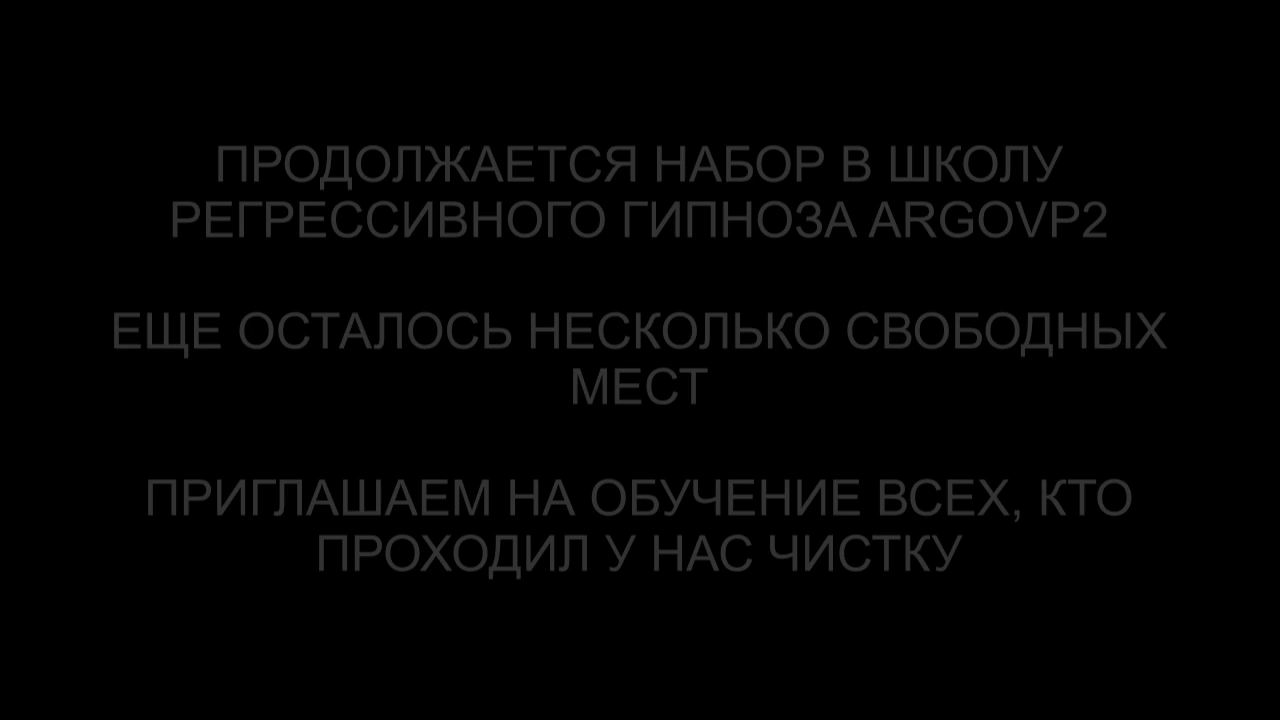 ПРОДОЛЖАЕТСЯ НАБОР В ШКОЛУ
РЕГРЕССИВНОГО ГИПНОЗА ARGOVP2
ЕЩЕ ОСТАЛОСЬ НЕСКОЛЬКО СВОБОДНЫХ
МЕСТ
ПРИГЛАШАЕМ НА ОБУЧЕНИЕ ВСЕХ, КТО
ПРОХОДИЛ У НАС ЧИСТКУ